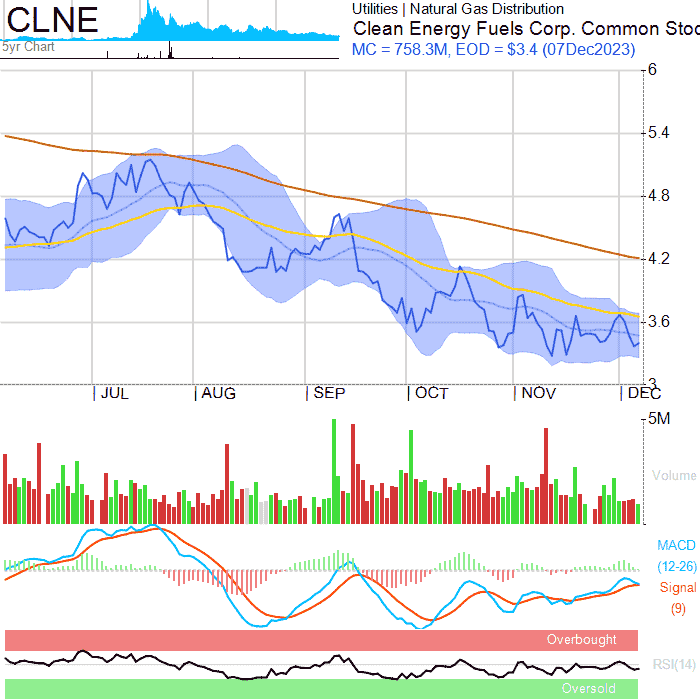 CLNE
5yr Chart
Utilities | Natural Gas Distribution
Clean Energy Fuels Corp. Common Stoc
MC = 758.3M, EOD = $3.4 (07Dec2023)
6
5.4
4.8
4.2
3.6
3
JUL AUG SEP OCT NOV DEC
5M
Volume
MACD
(12-26)
Signal
(9)
Overbought
RSI(14)
Oversold